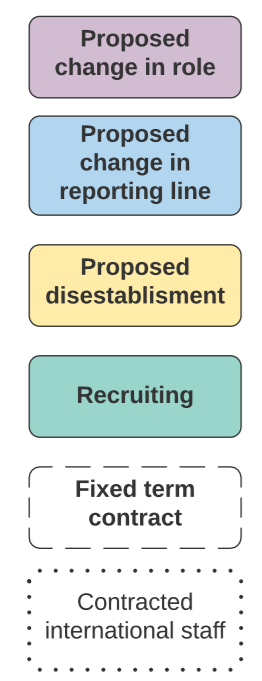 Proposed
change in role
Proposed
change in
reporting line
Proposed
disestablisment
Recruiting
Fixed term
contract
Contracted
international staff